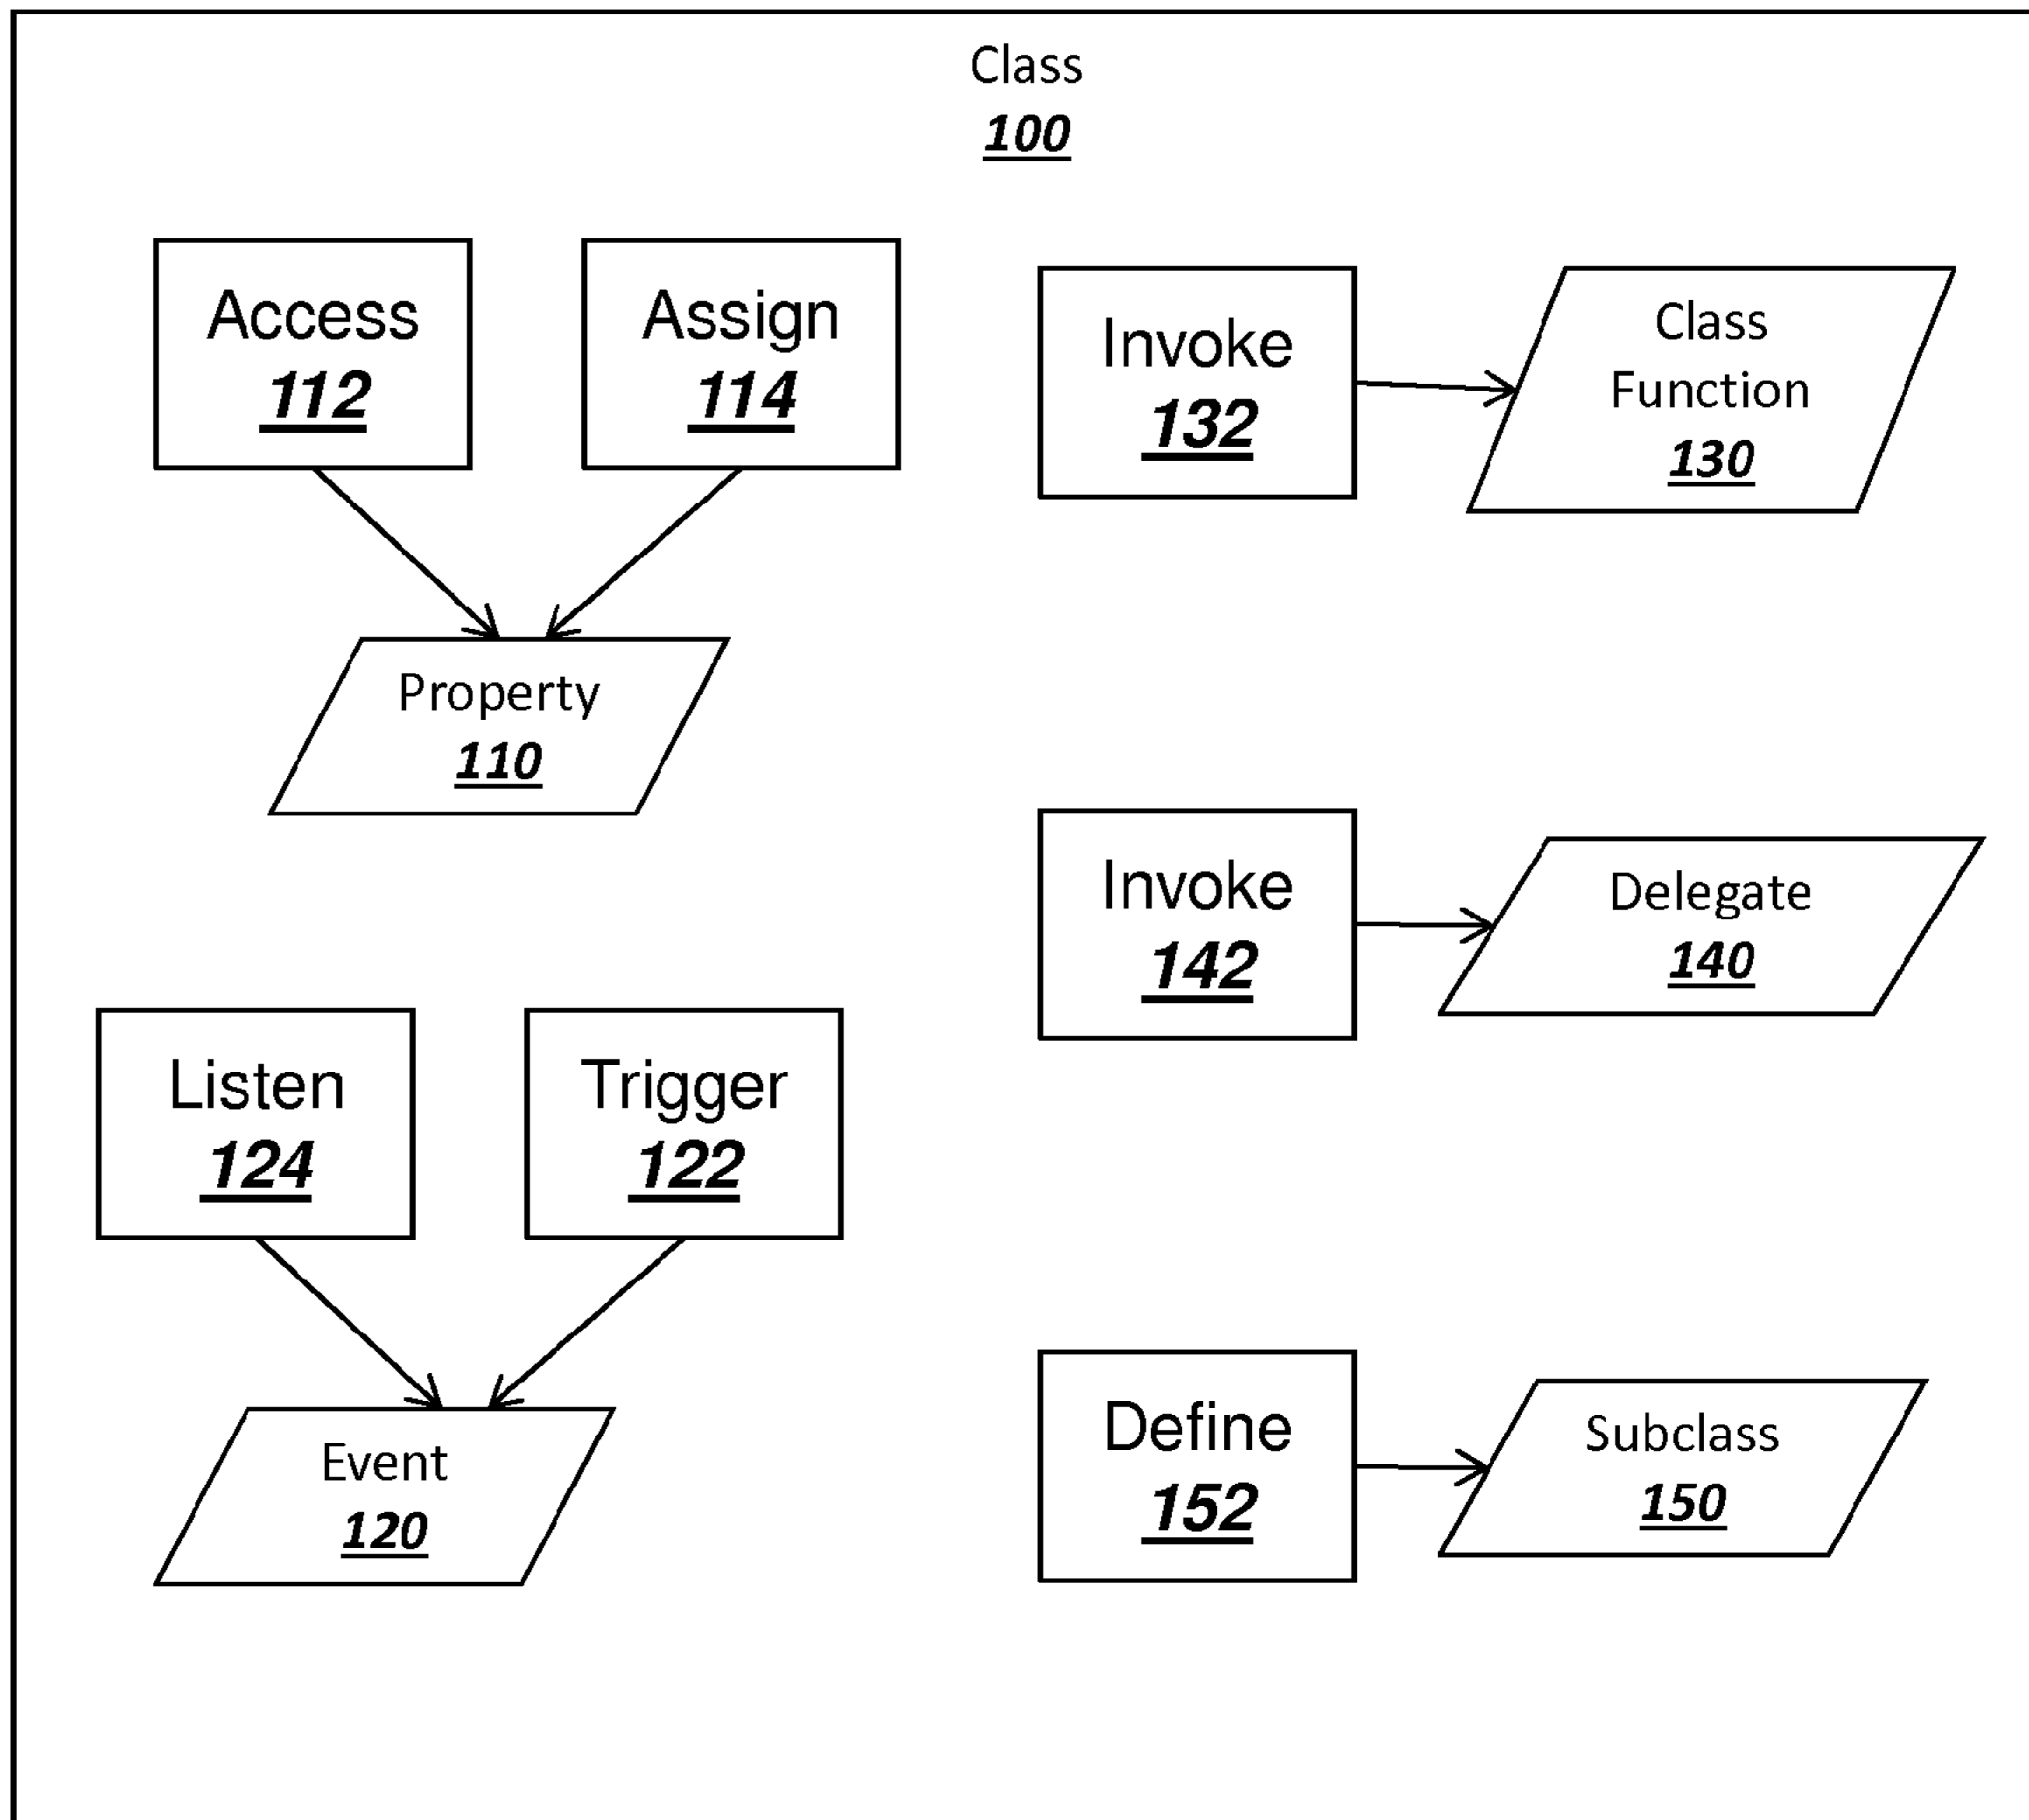 Class
100
Access
112
Assign
114
Property
110
Invoke
132
Class
Function
130
Invoke
142
Delegate
140
Listen
124
Trigger
122
Event
120
Define
152
Subclass
150